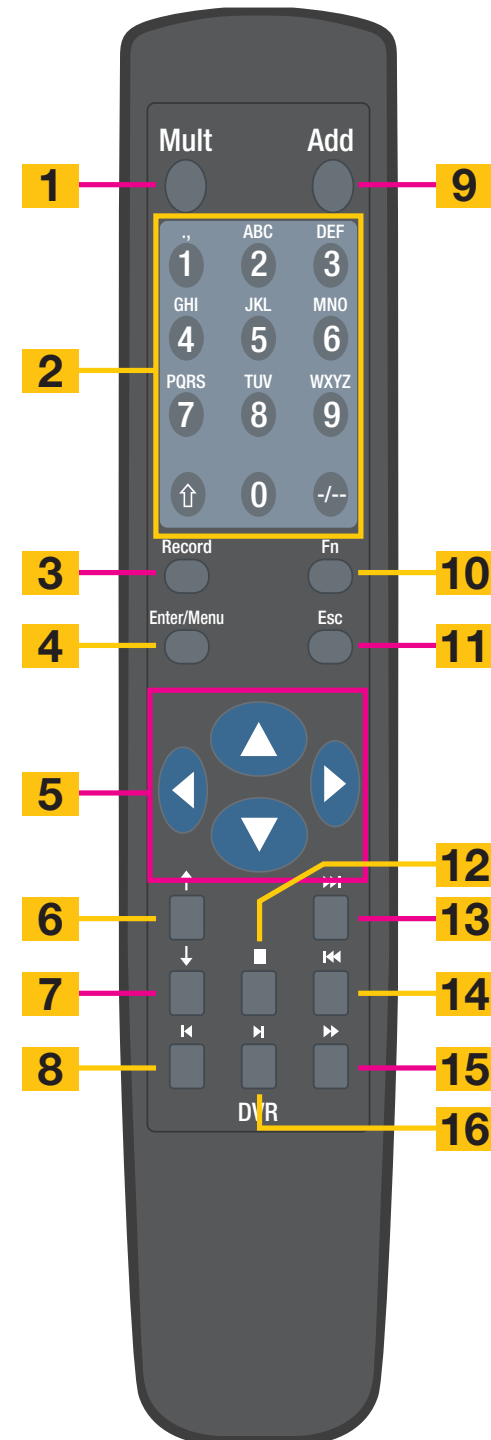 Mult Add
1 9
., ABC DEF
1 2 3
GHI JKL MNO
4 5 6
2
PQRS TUV WXYZ
7 8 9
⇧ 0 -/--
Record Fn
3 10
Enter/Menu Esc
4 11
5
12
6 13
7 14
8 15
DVR
16